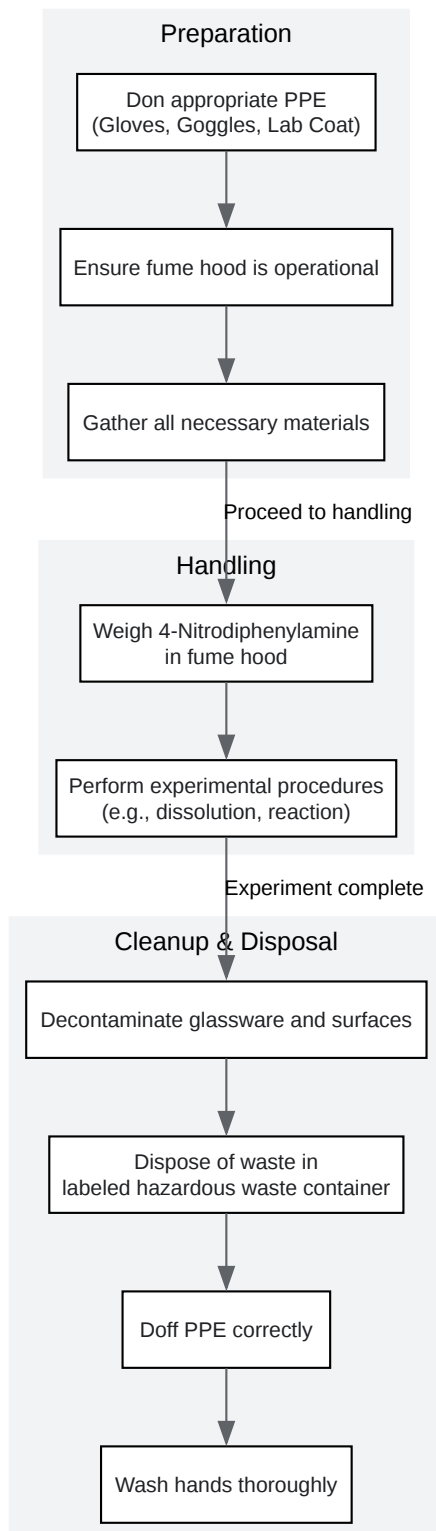 Preparation
Don appropriate PPE
(Gloves, Goggles, Lab Coat)
Ensure fume hood is operational
Gather all necessary materials
Proceed to handling
Handling
Weigh 4-Nitrodiphenylamine
in fume hood
Perform experimental procedures
(e.g., dissolution, reaction)
Experiment complete
Cleanup & Disposal
Decontaminate glassware and surfaces
Dispose of waste in
labeled hazardous waste container
Doff PPE correctly
Wash hands thoroughly